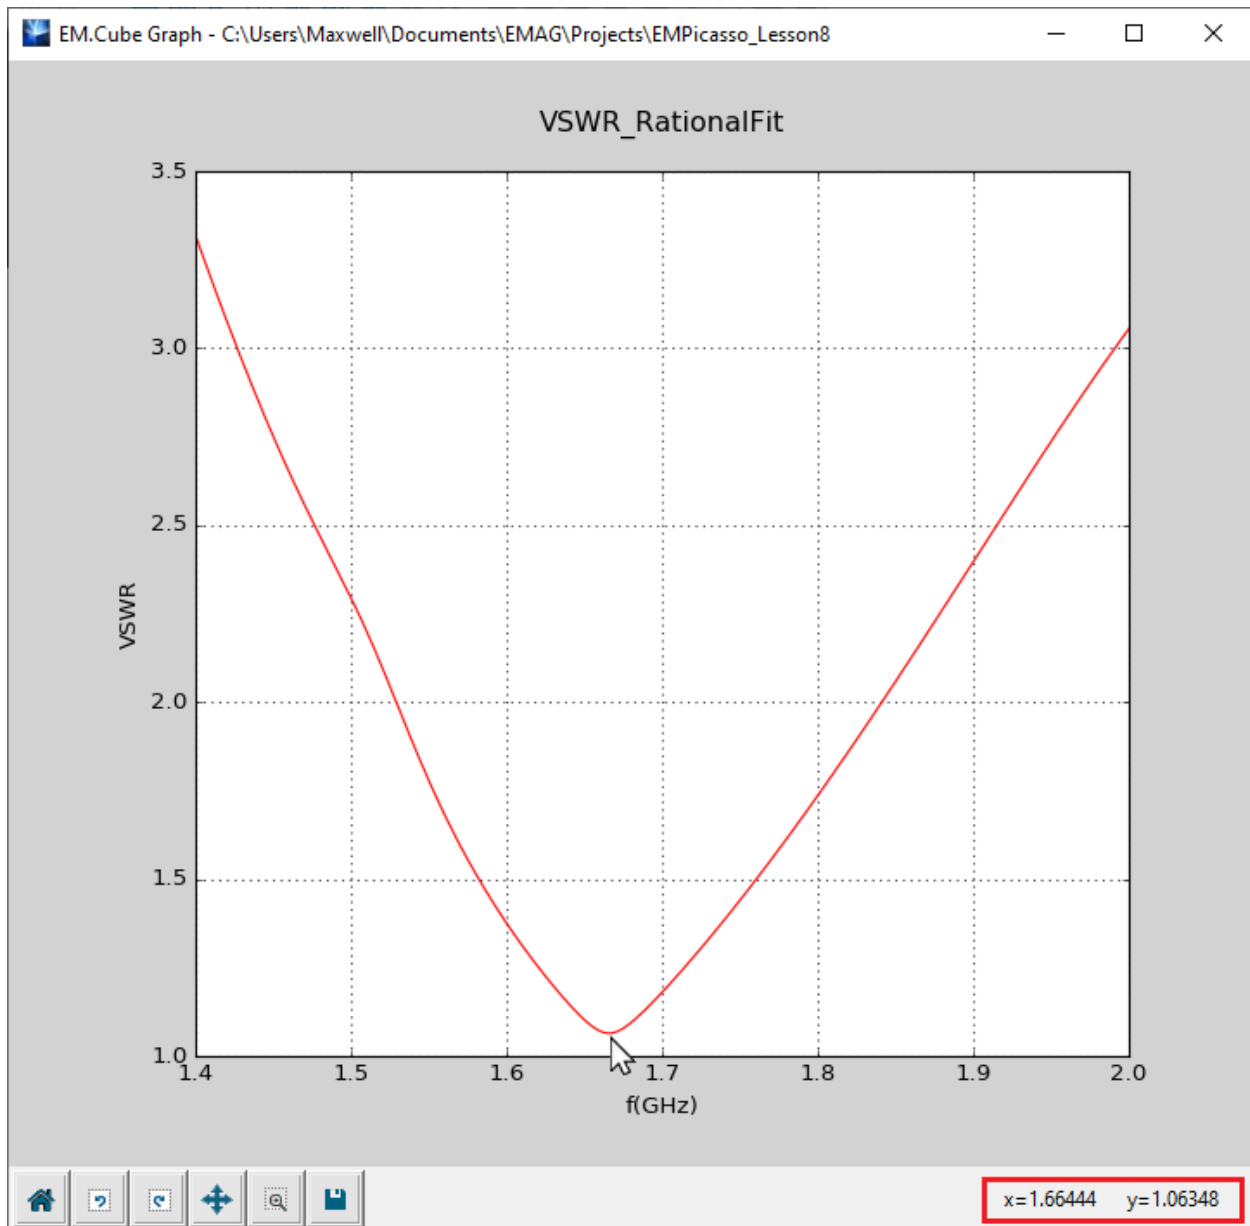 EM.Cube Graph - C:\Users\Maxwell\Documents\EMAG\Projects\EMPicasso_Lesson8
VSWR_RationalFit
3.5
3.0
2.5
2.0
1.5
1.0
VSWR
1.4 1.5 1.6 1.7 1.8 1.9 2.0
f(GHz)
x=1.66444 y=1.06348